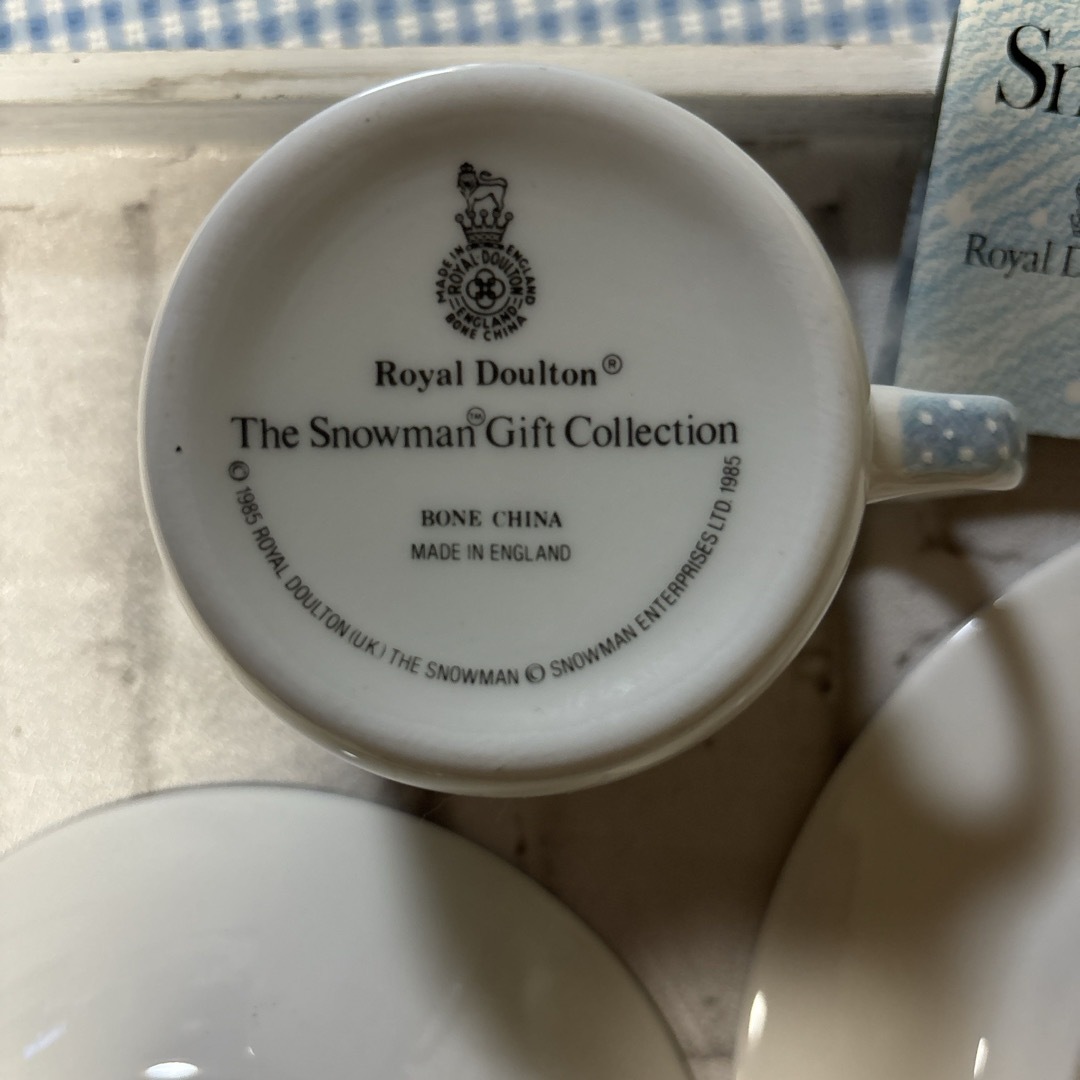 MADE IN ENGLAND
ROYAL DOULTON
ENGLAND
BONE CHINA
Royal Doulton®
The Snowman™ Gift Collection
BONE CHINA
MADE IN ENGLAND
© 1985 ROYAL DOULTON (UK) THE SNOWMAN © SNOWMAN ENTERPRISES LTD. 1985
Royal